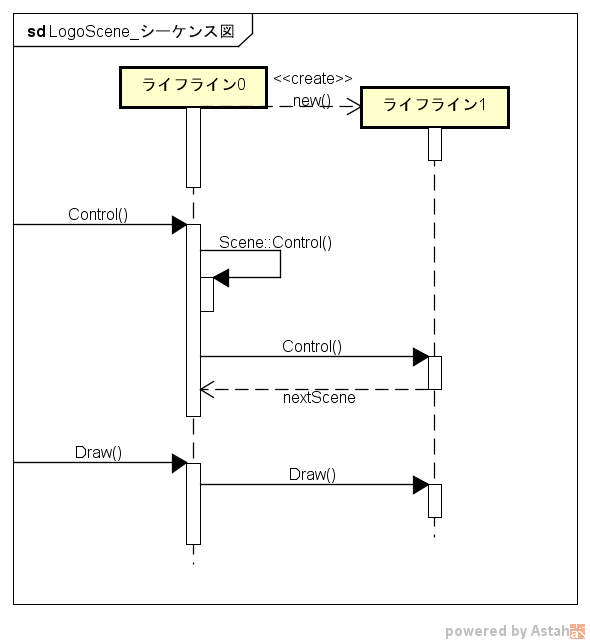 sd LogoScene_シーケンス図
ライフライン0
<<create>>
new()
ライフライン1
Control()
Scene::Control()
Control()
nextScene
Draw()
Draw()
powered by Astah